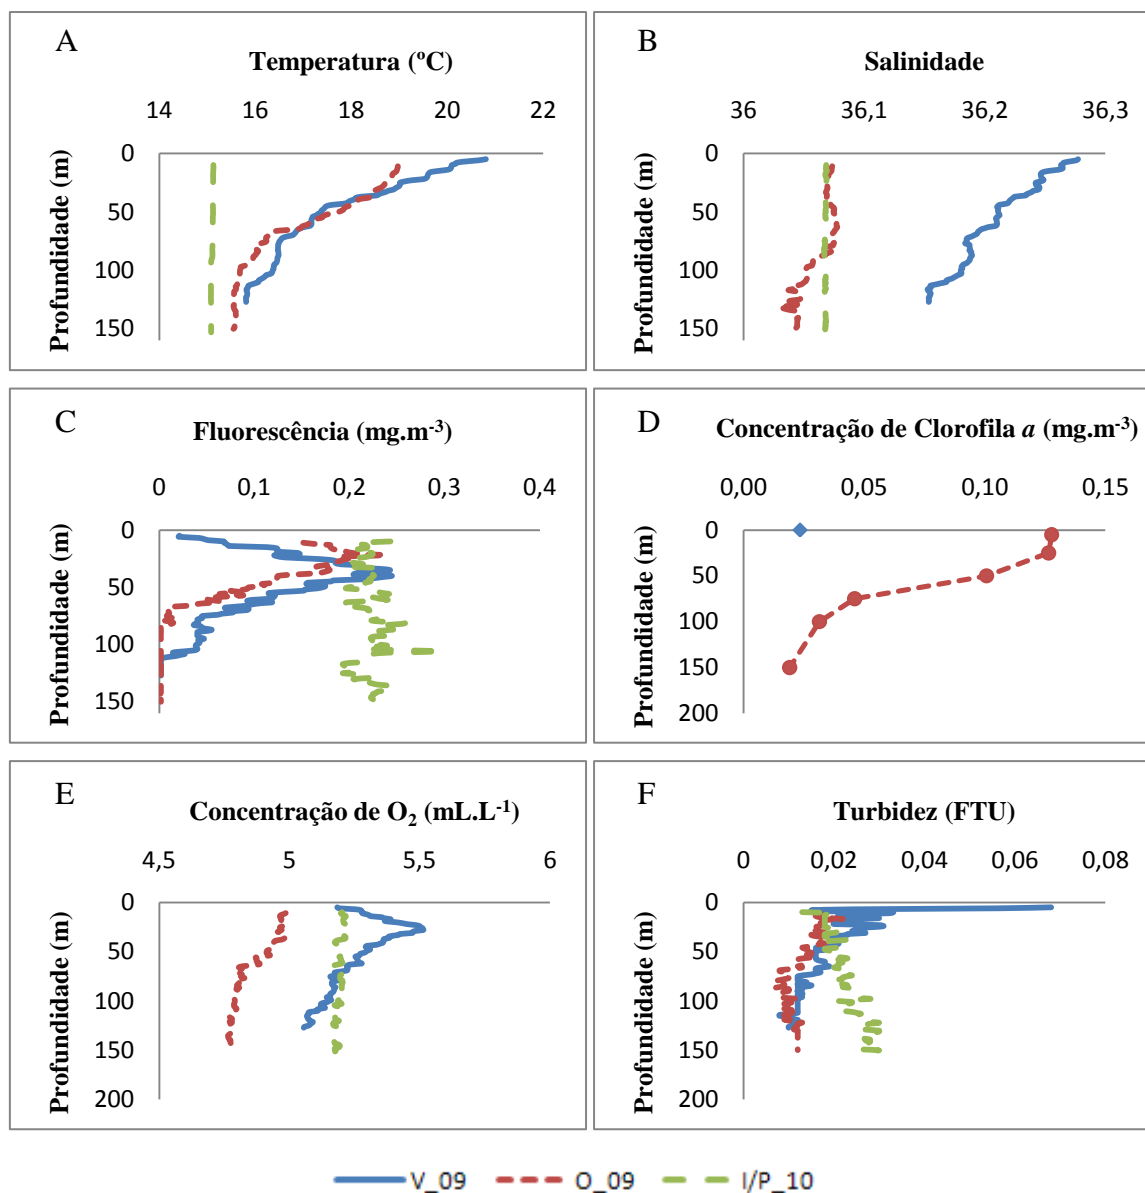 A
Temperatura (ºC)
14 16 18 20 22
0
50
100
150
Profundidade (m)
B
Salinidade
36 36,1 36,2 36,3
0
50
100
150
Profundidade (m)
C
Fluorescência (mg.m-3)
0 0,1 0,2 0,3 0,4
0
50
100
150
Profundidade (m)
D
Concentração de Clorofila a (mg.m-3)
0,00 0,05 0,10 0,15
0
50
100
150
200
Profundidade (m)
E
Concentração de O2 (mL.L-1)
4,5 5 5,5 6
0
50
100
150
200
Profundidade (m)
F
Turbidez (FTU)
0 0,02 0,04 0,06 0,08
0
50
100
150
200
Profundidade (m)
V_09 O_09 I/P_10